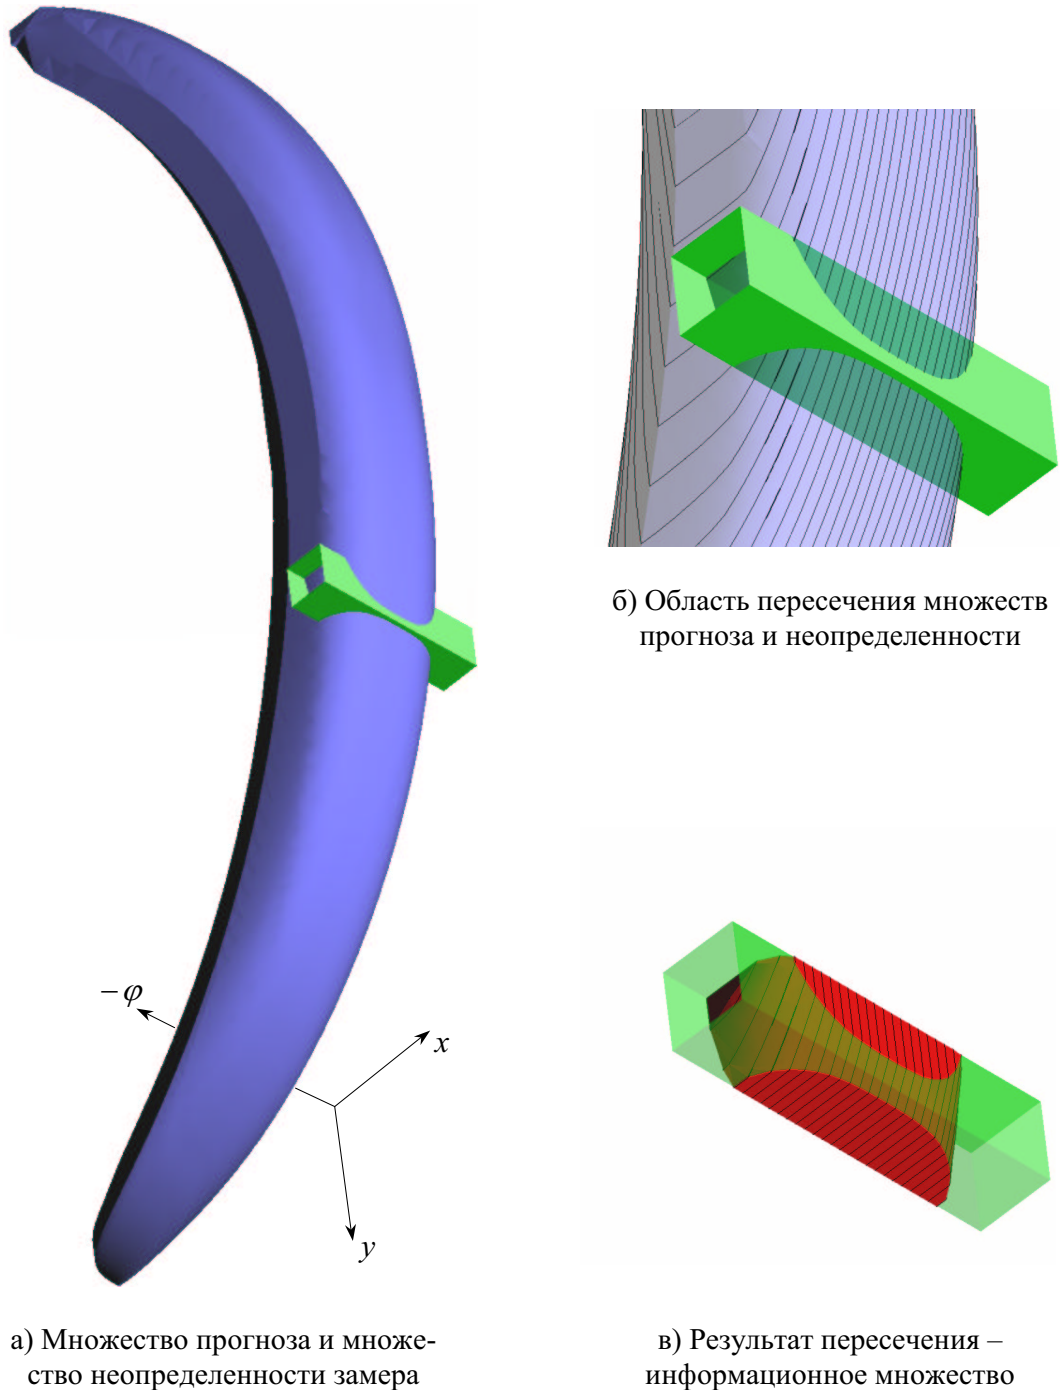 б) Область пересечения множеств
прогноза и неопределенности
−φ
x
y
а) Множество прогноза и множе-
ство неопределенности замера
в) Результат пересечения –
информационное множество